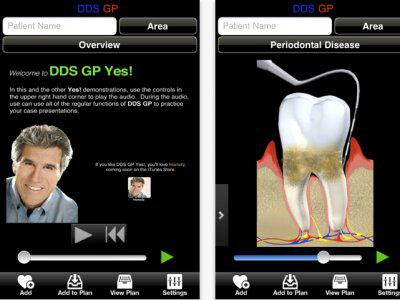 DDS GP
Patient Name
Area
Overview
Welcome to DDS GP Yes!
In this and the other Yes! demonstrations, use the controls in
the upper right hand corner to play the audio. During the audio,
use can use all of the regular functions of DDS GP to practice
your case presentations.
If you like DDS GP Yes!, you'll love
coming soon on the iTunes Store.
Add
Add to Plan
View Plan
Settings
DDS GP
Patient Name
Area
Periodontal Disease
Add
Add to Plan
View Plan
Settings